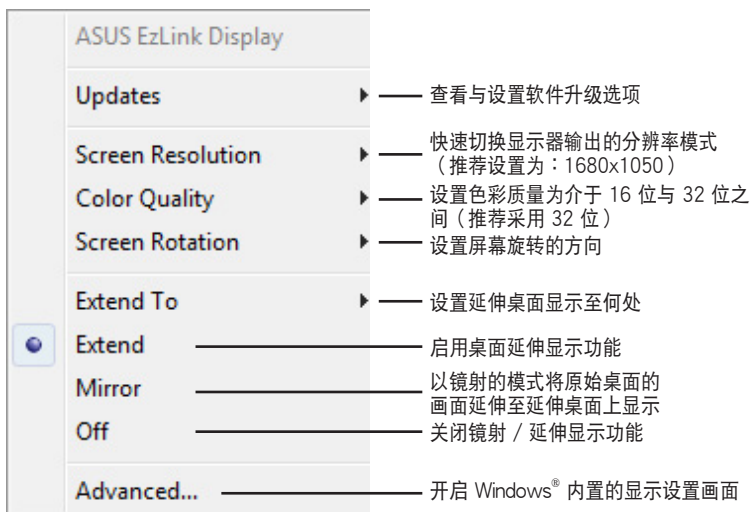 ASUS EzLink Display
Updates
查看与设置软件升级选项
Screen Resolution
快速切换显示器输出的分辨率模式
（推荐设置为：1680x1050）
Color Quality
设置色彩质量为介于 16 位与 32 位之
间（推荐采用 32 位）
Screen Rotation
设置屏幕旋转的方向
Extend To
设置延伸桌面显示至何处
Extend
启用桌面延伸显示功能
Mirror
以镜射的模式将原始桌面的
画面延伸至延伸桌面上显示
Off
关闭镜射 / 延伸显示功能
Advanced...
开启 Windows® 内置的显示设置画面